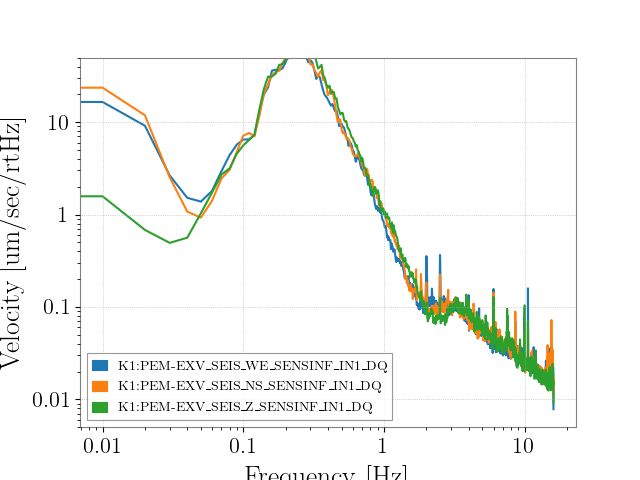 10
1
0.1
0.01
Velocity [um/sec/rtHz]
K1:PEM-EXV_SEIS_WE_SENSINF_IN1_DQ
K1:PEM-EXV_SEIS_NS_SENSINF_IN1_DQ
K1:PEM-EXV_SEIS_Z_SENSINF_IN1_DQ
0.01 0.1 1 10
Frequency [Hz]